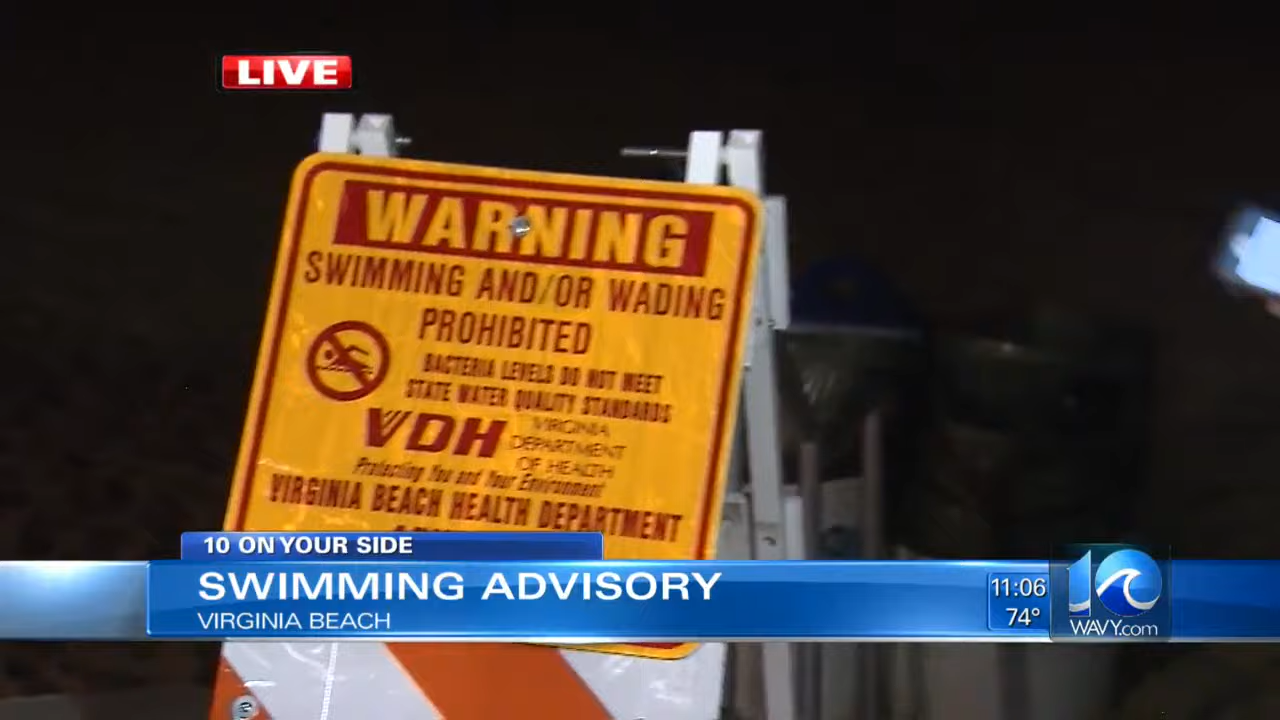 LIVE
WARNING
SWIMMING AND/OR WADING
PROHIBITED
BACTERIA LEVELS DO NOT MEET
STATE WATER QUALITY STANDARDS
VDH
VIRGINIA
DEPARTMENT
OF HEALTH
Protecting You and Your Environment
VIRGINIA BEACH HEALTH DEPARTMENT
10 ON YOUR SIDE
SWIMMING ADVISORY
VIRGINIA BEACH
11:06
74°
10
WAVY.com